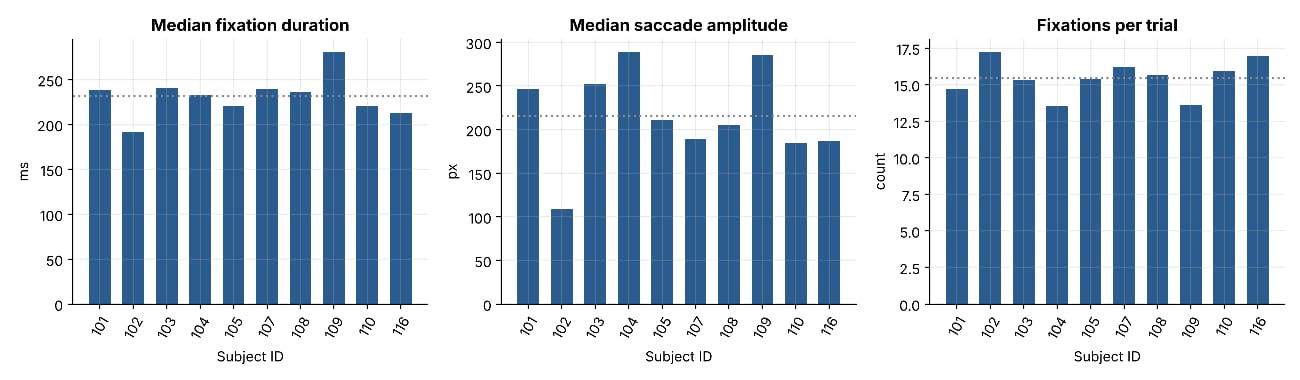 Median fixation duration
ms
250
200
150
100
50
0
101 102 103 104 105 107 108 109 110 116
Subject ID
Median saccade amplitude
px
300
250
200
150
100
50
0
101 102 103 104 105 107 108 109 110 116
Subject ID
Fixations per trial
count
17.5
15.0
12.5
10.0
7.5
5.0
2.5
0.0
101 102 103 104 105 107 108 109 110 116
Subject ID